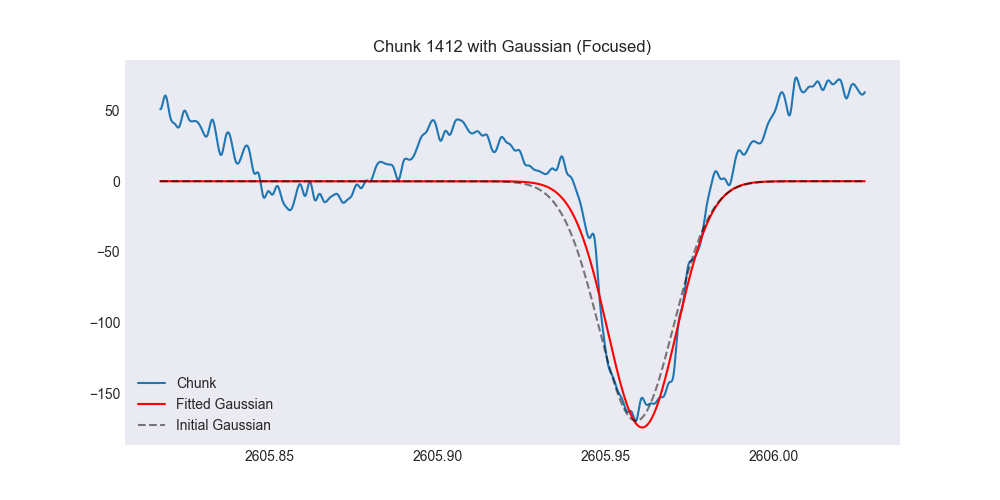 Chunk 1412 with Gaussian (Focused)
50
0
−50
−100
−150
Chunk
Fitted Gaussian
Initial Gaussian
2605.85
2605.90
2605.95
2606.00